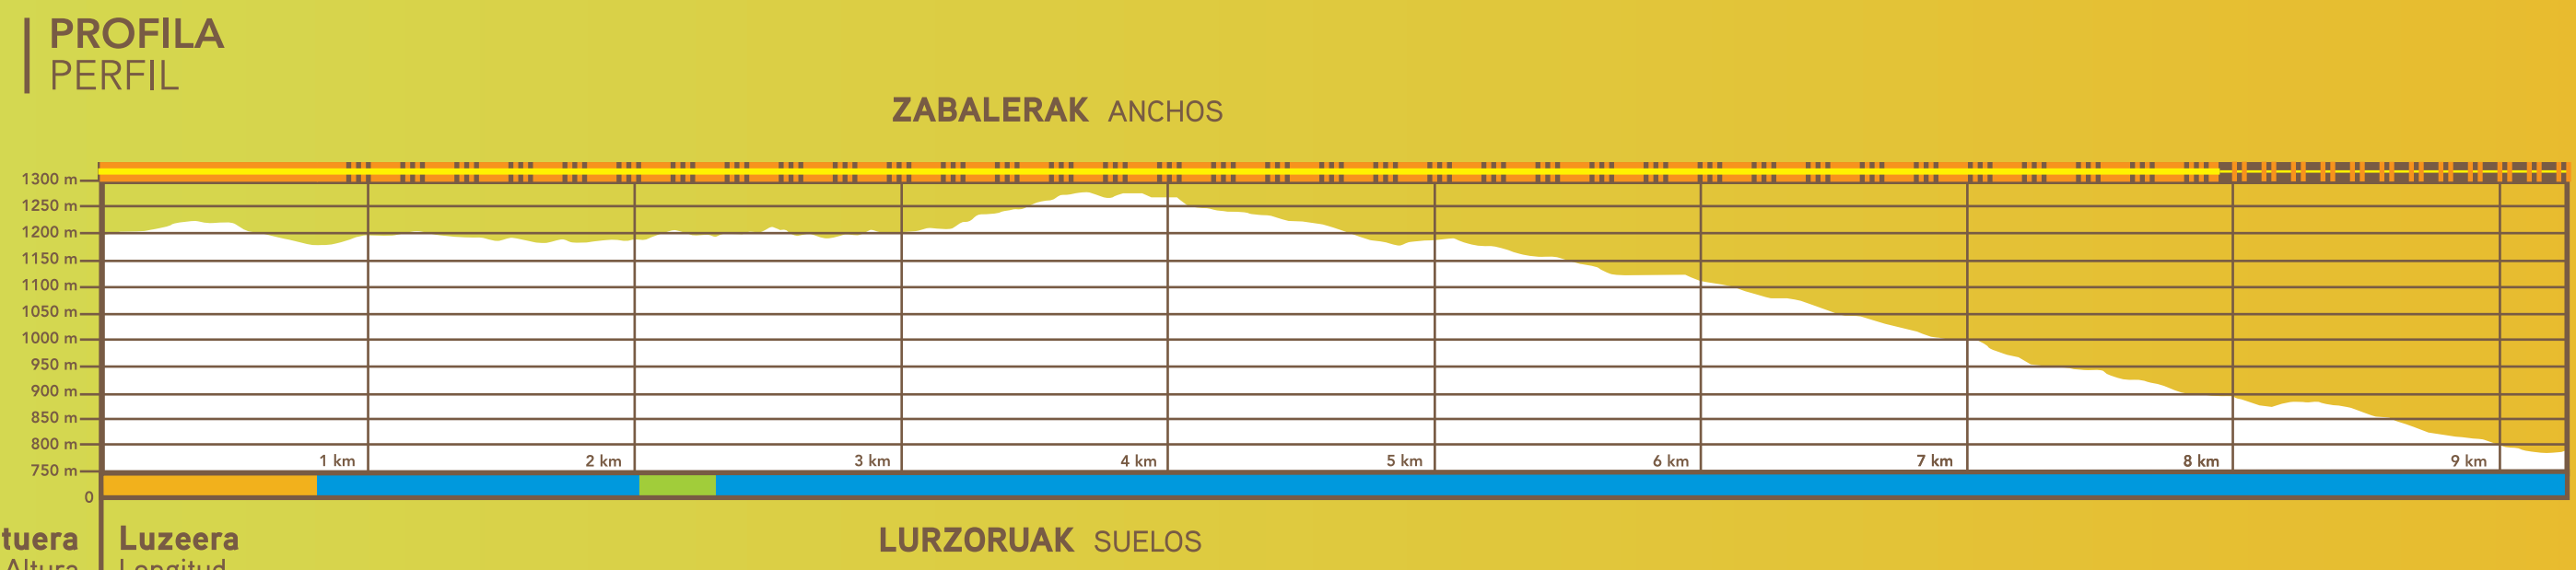 PROFILA
PERFIL
ZABALERAK ANCHOS
1300 m
1250 m
1200 m
1150 m
1100 m
1050 m
1000 m
950 m
900 m
850 m
800 m
750 m
0
1 km 2 km 3 km 4 km 5 km 6 km 7 km 8 km 9 km
LURZORUAK SUELOS
tuera Luzeera
Altura Longitud